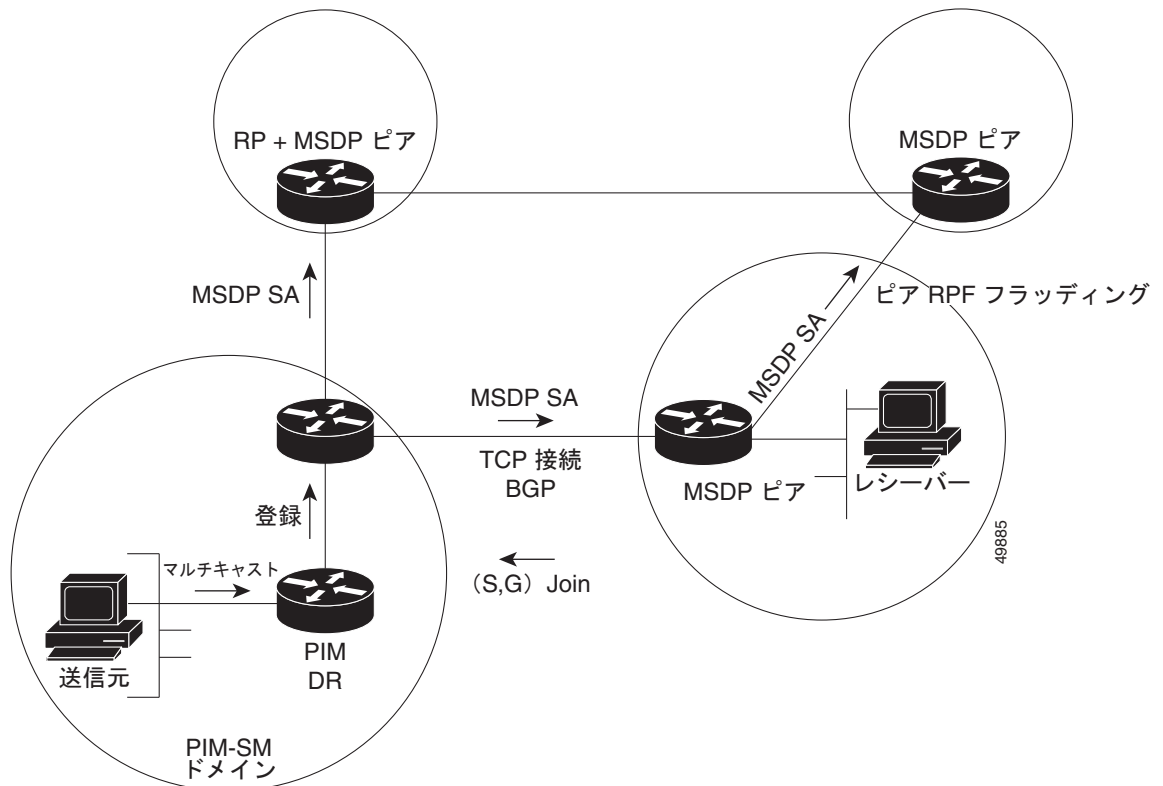 RP + MSDP ピア
MSDP ピア
MSDP SA
ピア RPF フラッディング
MSDP SA
MSDP SA
TCP 接続
BGP
MSDP ピア
レシーバー
登録
マルチキャスト
(S,G) Join
49885
送信元
PIM
DR
PIM-SM
ドメイン